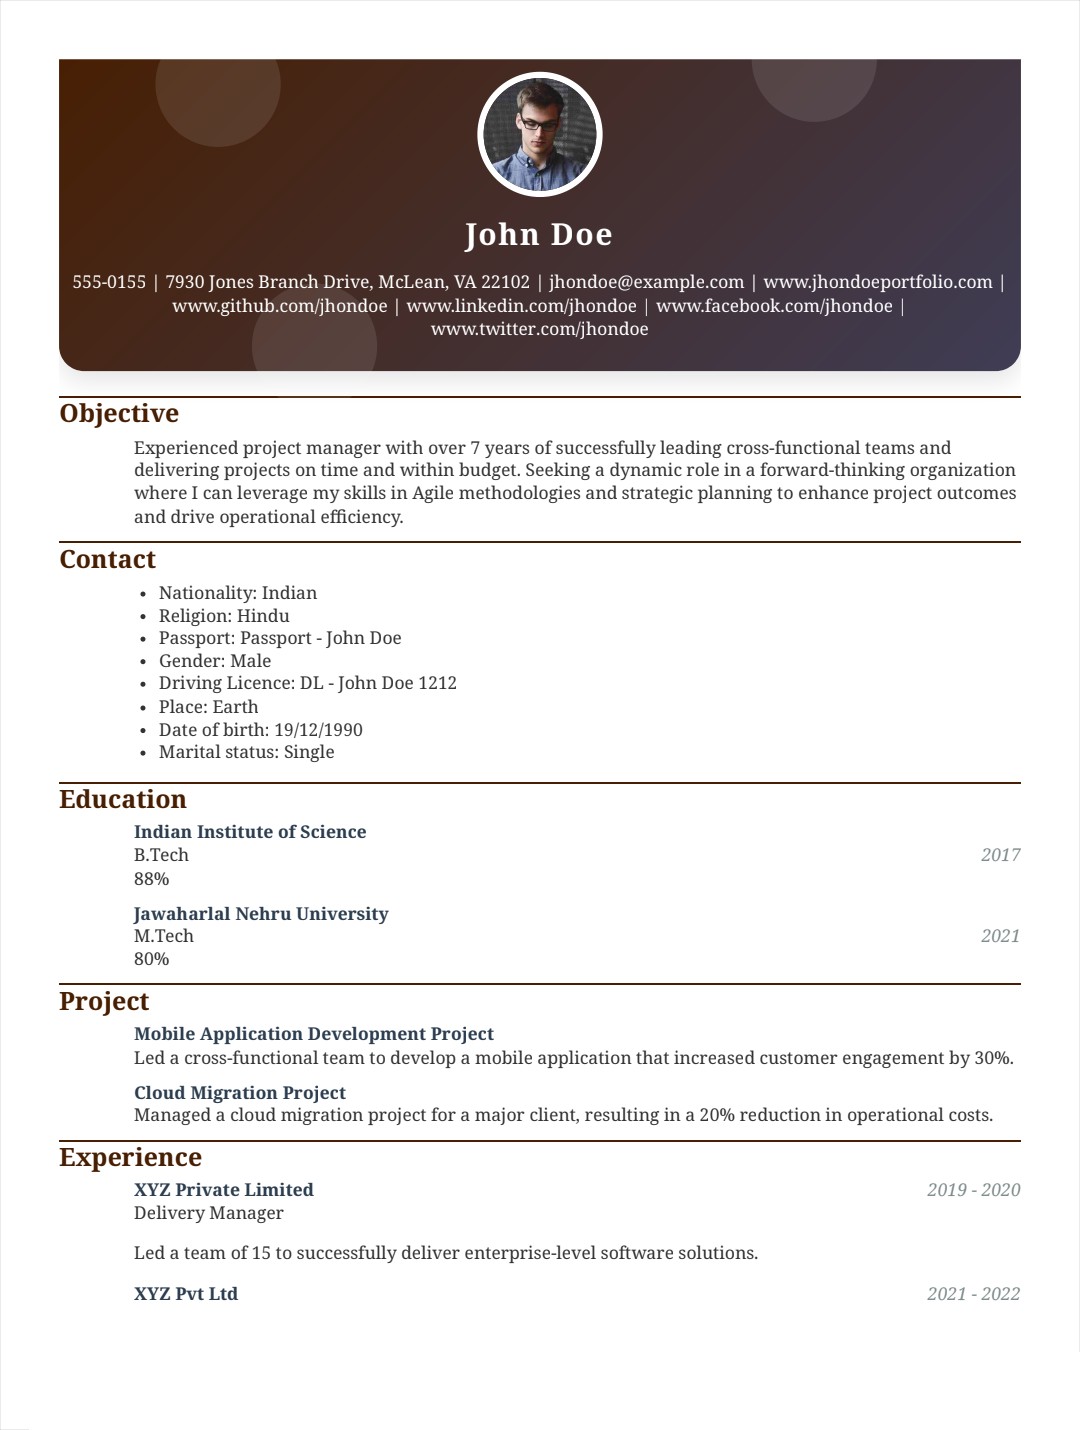 John Doe
555-0155 | 7930 Jones Branch Drive, McLean, VA 22102 | jhondoe@example.com | www.jhondoeportfolio.com |
www.github.com/jhondoe | www.linkedin.com/jhondoe | www.facebook.com/jhondoe |
www.twitter.com/jhondoe
Objective
Experienced project manager with over 7 years of successfully leading cross-functional teams and
delivering projects on time and within budget. Seeking a dynamic role in a forward-thinking organization
where I can leverage my skills in Agile methodologies and strategic planning to enhance project outcomes
and drive operational efficiency.
Contact
• Nationality: Indian
• Religion: Hindu
• Passport: Passport - John Doe
• Gender: Male
• Driving Licence: DL - John Doe 1212
• Place: Earth
• Date of birth: 19/12/1990
• Marital status: Single
Education
Indian Institute of Science
B.Tech 2017
88%
Jawaharlal Nehru University
M.Tech 2021
80%
Project
Mobile Application Development Project
Led a cross-functional team to develop a mobile application that increased customer engagement by 30%.
Cloud Migration Project
Managed a cloud migration project for a major client, resulting in a 20% reduction in operational costs.
Experience
XYZ Private Limited 2019 - 2020
Delivery Manager
Led a team of 15 to successfully deliver enterprise-level software solutions.
XYZ Pvt Ltd 2021 - 2022